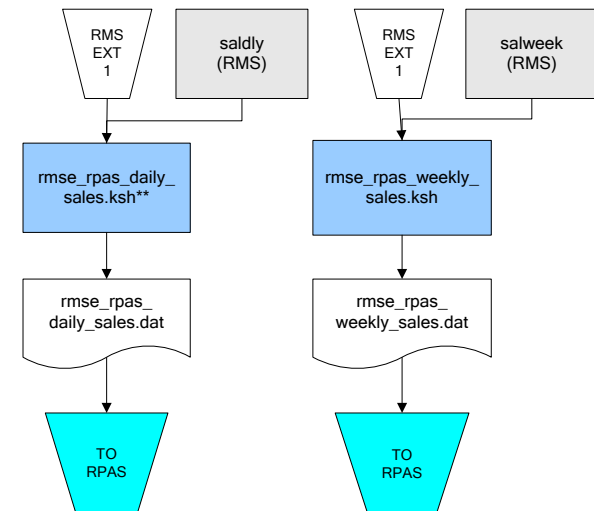 RMS
EXT
1
saldly
(RMS)
RMS
EXT
1
salweek
(RMS)
rmse_rpas_daily_
sales.ksh**
rmse_rpas_weekly_
sales.ksh
rmse_rpas_
daily_sales.dat
rmse_rpas_
weekly_sales.dat
TO
RPAS
TO
RPAS